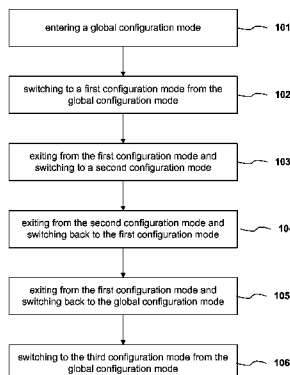 entering a global configuration mode
101
switching to a first configuration mode from the
global configuration mode
102
exiting from the first configuration mode and
switching to a second configuration mode
103
exiting from the second configuration mode and
switching back to the first configuration mode
104
exiting from the first configuration mode and
switching back to the global configuration mode
105
switching to the third configuration mode from the
global configuration mode
106